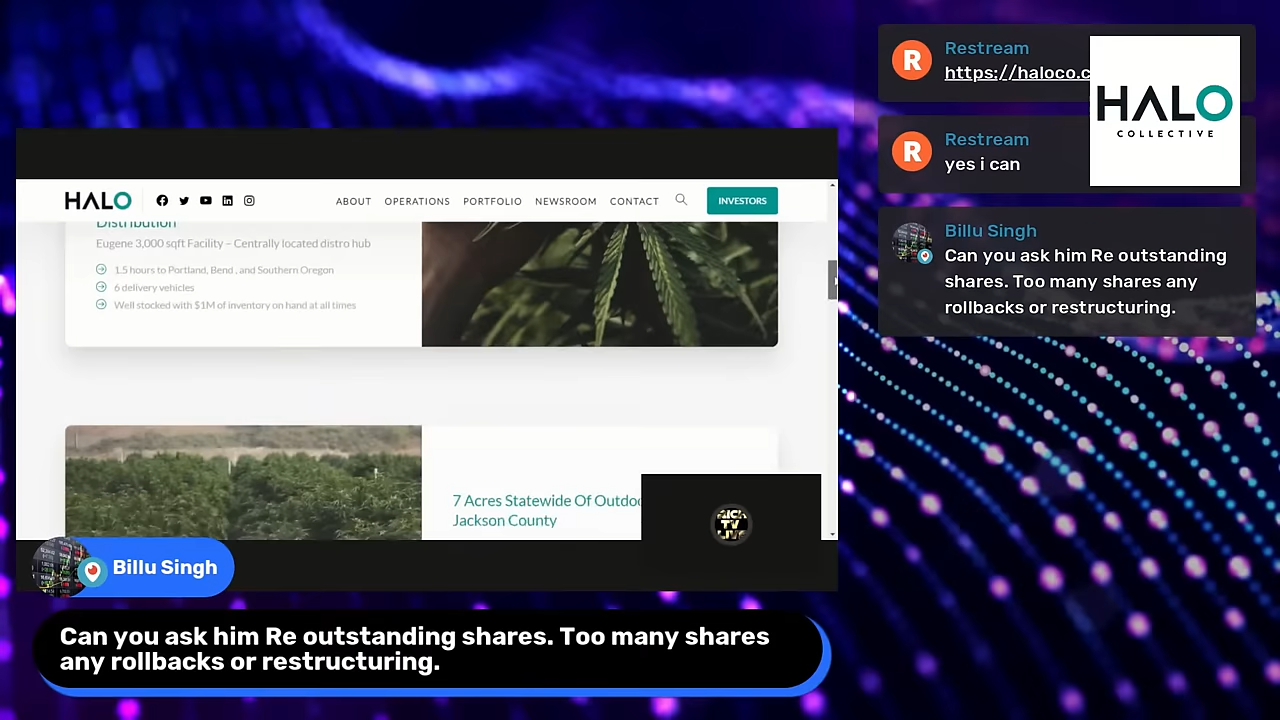 HALO
ABOUT OPERATIONS PORTFOLIO NEWSROOM CONTACT INVESTORS
Distribution
Eugene 3,000 sqft Facility – Centrally located distro hub
1.5 hours to Portland, Bend , and Southern Oregon
6 delivery vehicles
Well stocked with $1M of inventory on hand at all times
7 Acres Statewide Of
Jackson County
TV
Billu Singh
Can you ask him Re outstanding shares. Too many shares
any rollbacks or restructuring.
R
Restream
https://haloco.c
HALO
COLLECTIVE
R
Restream
yes i can
Billu Singh
Can you ask him Re outstanding
shares. Too many shares any
rollbacks or restructuring.